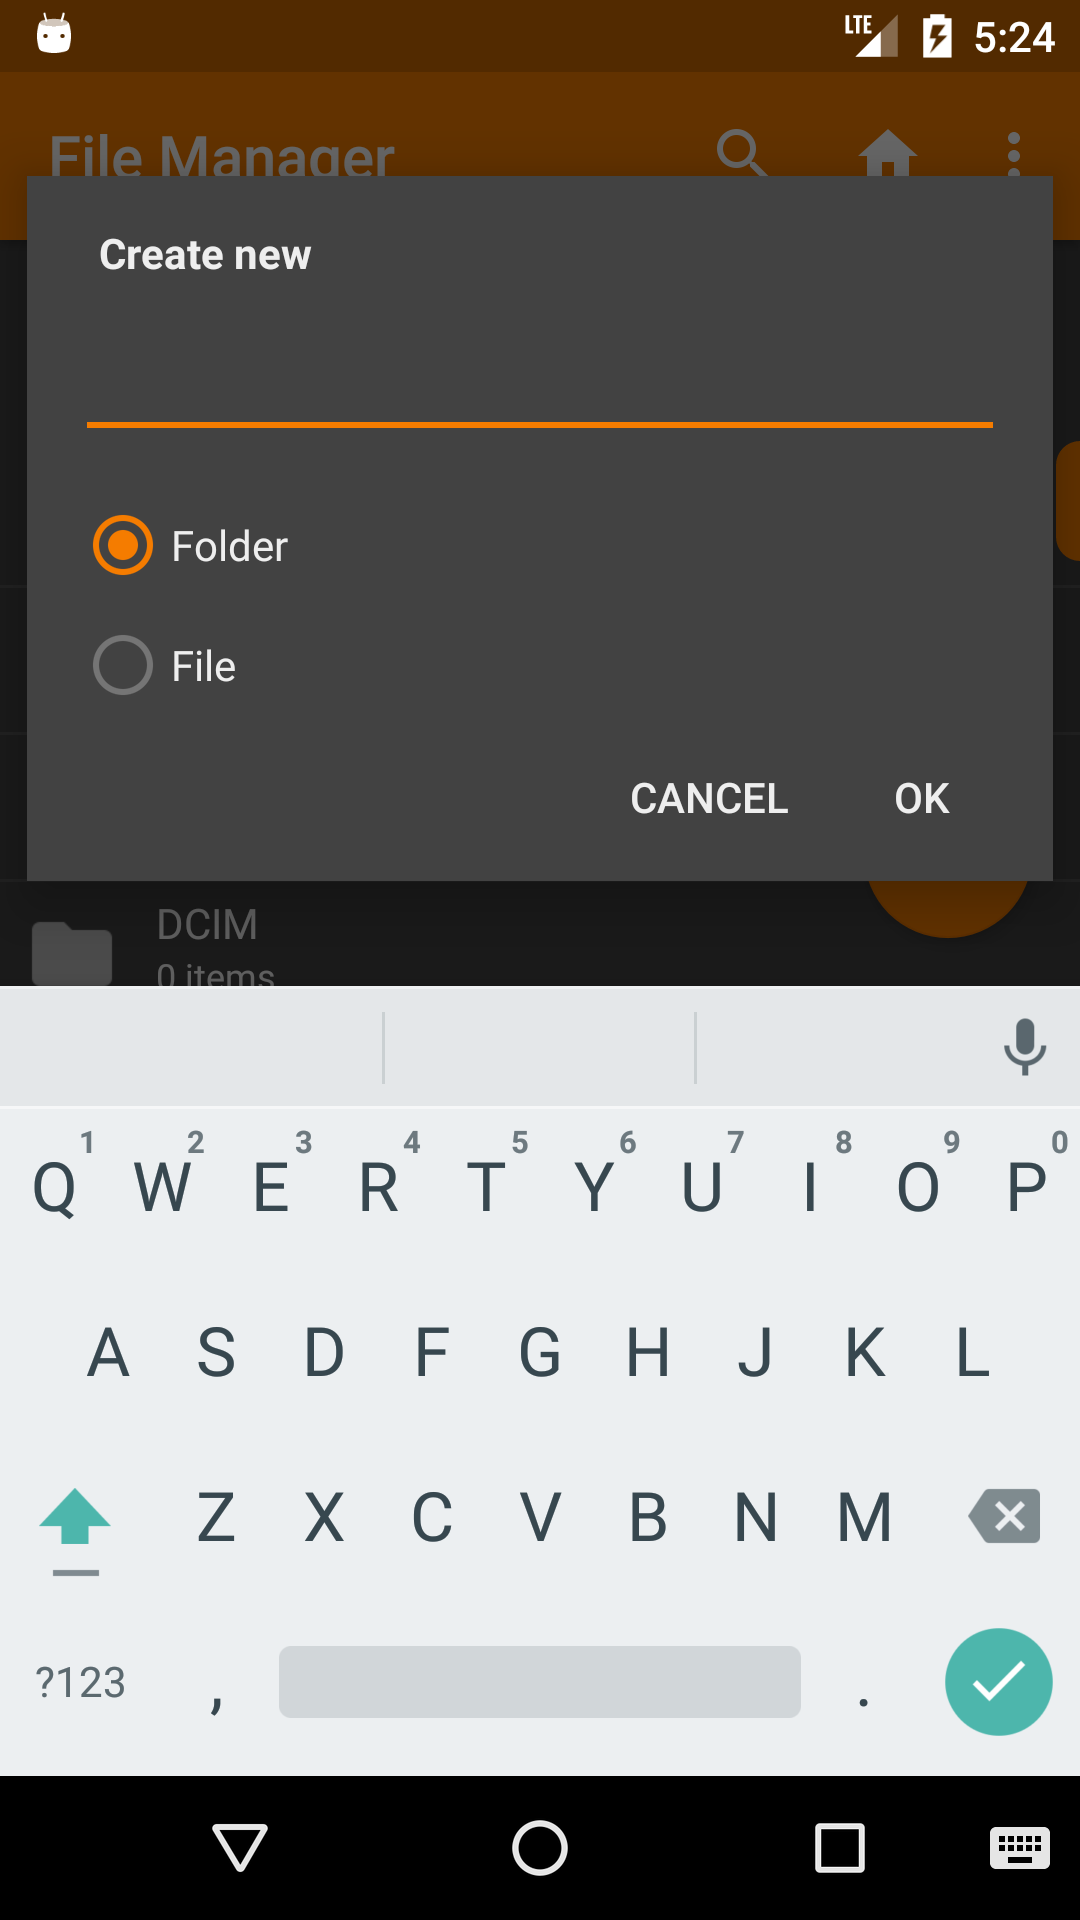 LTE 5:24
File Manager
Create new
Folder
File
CANCEL OK
DCIM
0 items
1 2 3 4 5 6 7 8 9 0
Q W E R T Y U I O P
A S D F G H J K L
Z X C V B N M
?123 , .